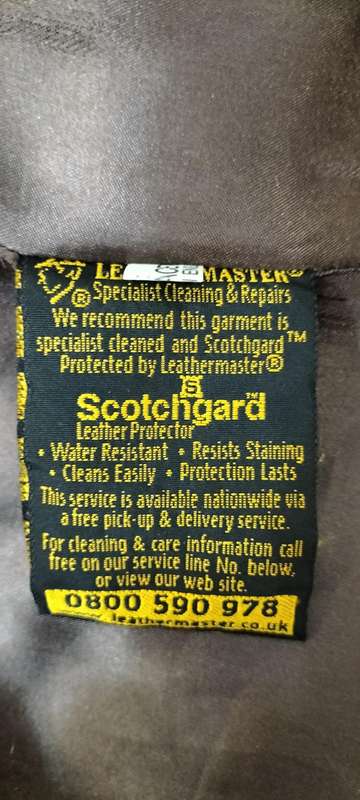 MASTER®
® Specialist Cleaning & Repairs
We recommend this garment is
specialist cleaned and Scotchgard™
Protected by Leathermaster®
S
Scotchgard™
Leather Protector
• Water Resistant • Resists Staining
• Cleans Easily • Protection Lasts
This service is available nationwide via
a free pick-up & delivery service.
For cleaning & care information call
free on our service line No. below,
or view our web site.
0800 590 978
leathermaster.co.uk